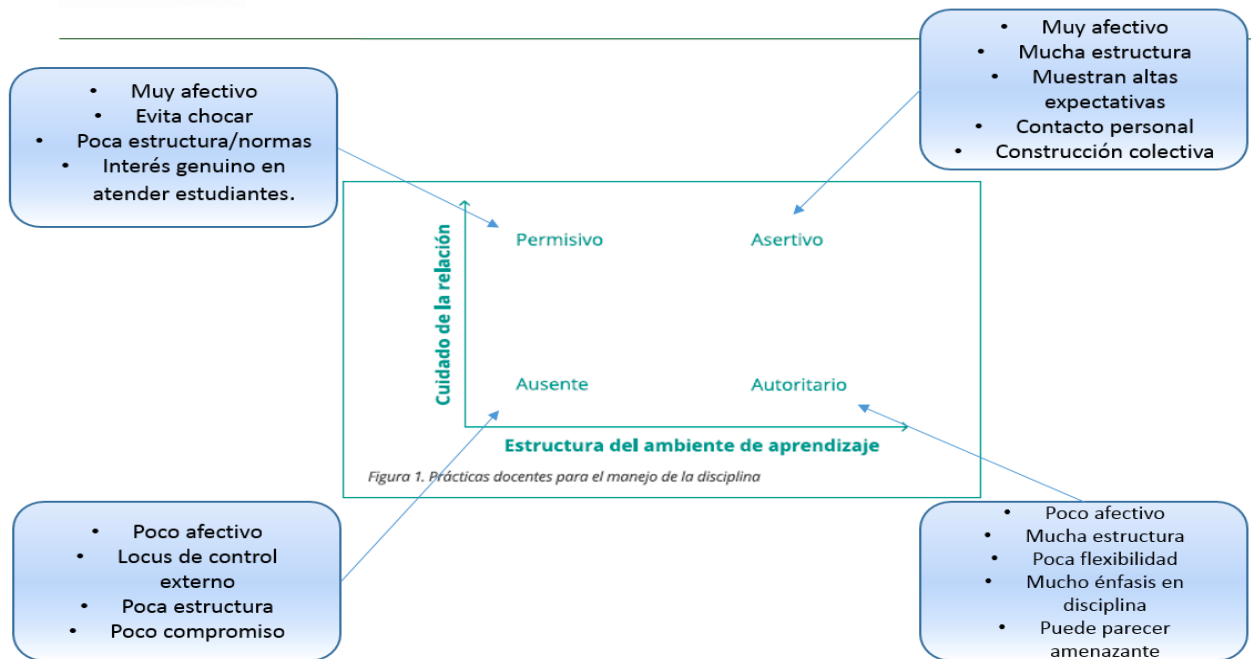 • Muy afectivo
• Evita chocar
• Poca estructura/normas
• Interés genuino en
atender estudiantes.
• Muy afectivo
• Mucha estructura
• Muestran altas
expectativas
• Contacto personal
• Construcción colectiva
Cuidado de la relación
Permisivo
Asertivo
Ausente
Autoritario
Estructura del ambiente de aprendizaje
Figura 1. Prácticas docentes para el manejo de la disciplina
• Poco afectivo
• Locus de control
externo
• Poca estructura
• Poco compromiso
• Poco afectivo
• Mucha estructura
• Poca flexibilidad
• Mucho énfasis en
disciplina
• Puede parecer
amenazante